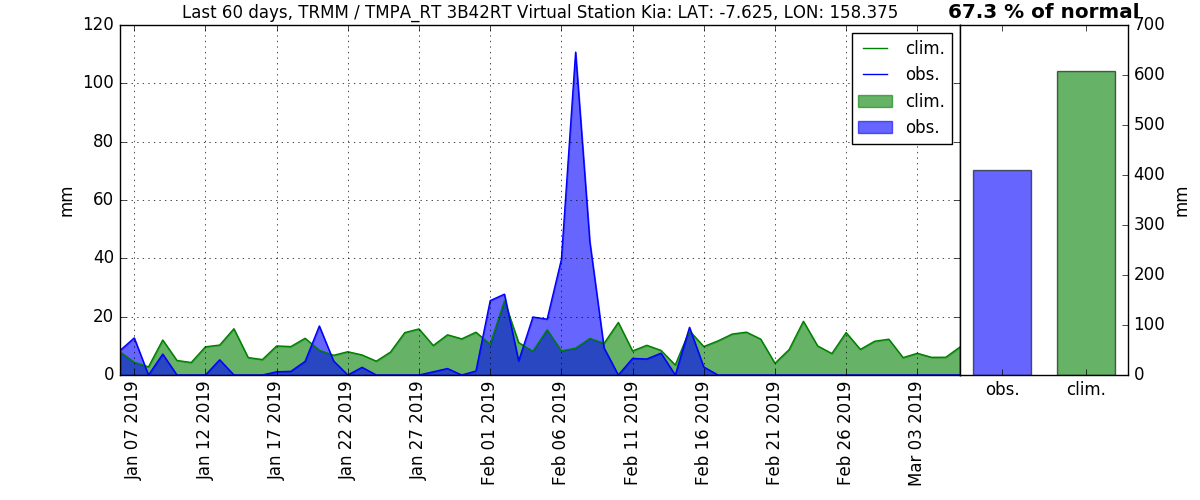 Last 60 days, TRMM / TMPA_RT 3B42RT Virtual Station Kia: LAT: -7.625, LON: 158.375
67.3 % of normal
120
100
80
60
40
20
0
mm
clim.
obs.
clim.
obs.
Jan 07 2019
Jan 12 2019
Jan 17 2019
Jan 22 2019
Jan 27 2019
Feb 01 2019
Feb 06 2019
Feb 11 2019
Feb 16 2019
Feb 21 2019
Feb 26 2019
Mar 03 2019
700
600
500
400
300
200
100
0
mm
obs.
clim.